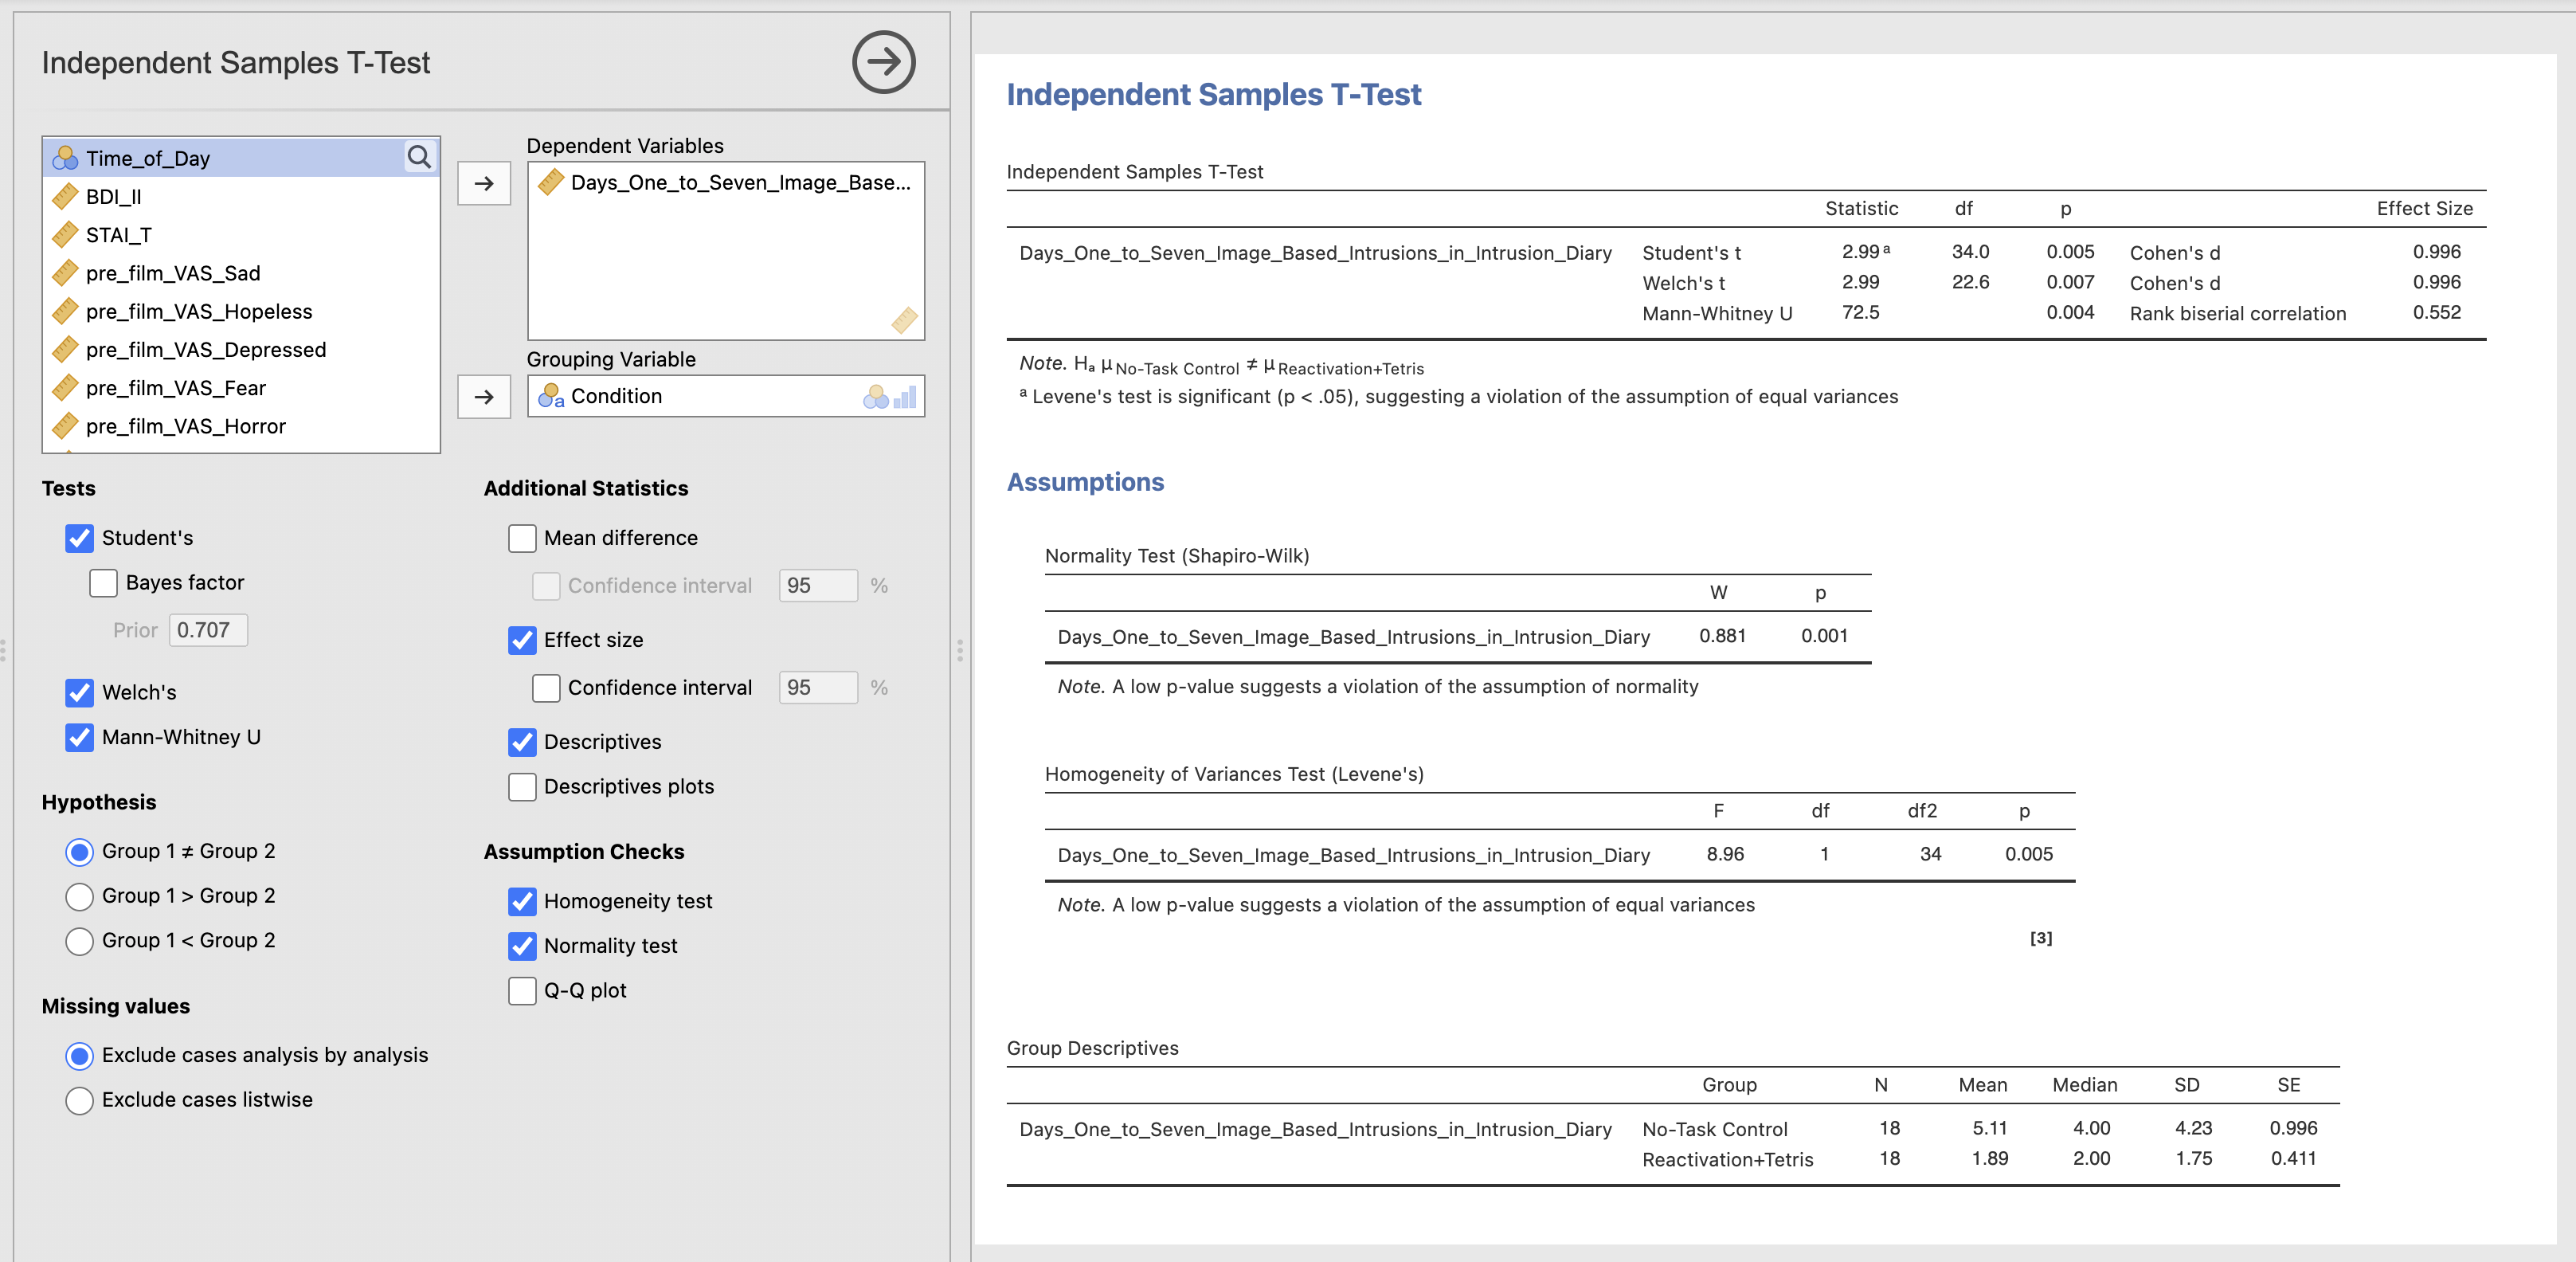 Independent Samples T-Test
Time_of_Day
BDI_II
STAI_T
pre_film_VAS_Sad
pre_film_VAS_Hopeless
pre_film_VAS_Depressed
pre_film_VAS_Fear
pre_film_VAS_Horror
Dependent Variables
Days_One_to_Seven_Image_Base...
Grouping Variable
a Condition
Tests
Student's
Bayes factor
Prior 0.707
Welch's
Mann-Whitney U
Hypothesis
Group 1 ≠ Group 2
Group 1 > Group 2
Group 1 < Group 2
Missing values
Exclude cases analysis by analysis
Exclude cases listwise
Additional Statistics
Mean difference
Confidence interval 95 %
Effect size
Confidence interval 95 %
Descriptives
Descriptives plots
Assumption Checks
Homogeneity test
Normality test
Q-Q plot
Independent Samples T-Test
Independent Samples T-Test
Statistic df p Effect Size
Days_One_to_Seven_Image_Based_Intrusions_in_Intrusion_Diary Student's t 2.99 ᵃ 34.0 0.005 Cohen's d 0.996
Welch's t 2.99 22.6 0.007 Cohen's d 0.996
Mann-Whitney U 72.5 0.004 Rank biserial correlation 0.552
Note. Hₐ μ No-Task Control ≠ μ Reactivation+Tetris
ᵃ Levene's test is significant (p < .05), suggesting a violation of the assumption of equal variances
Assumptions
Normality Test (Shapiro-Wilk)
W p
Days_One_to_Seven_Image_Based_Intrusions_in_Intrusion_Diary 0.881 0.001
Note. A low p-value suggests a violation of the assumption of normality
Homogeneity of Variances Test (Levene's)
F df df2 p
Days_One_to_Seven_Image_Based_Intrusions_in_Intrusion_Diary 8.96 1 34 0.005
Note. A low p-value suggests a violation of the assumption of equal variances
[3]
Group Descriptives
Group N Mean Median SD SE
Days_One_to_Seven_Image_Based_Intrusions_in_Intrusion_Diary No-Task Control 18 5.11 4.00 4.23 0.996
Reactivation+Tetris 18 1.89 2.00 1.75 0.411